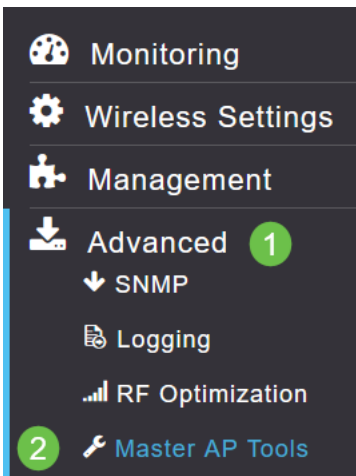 Monitoring
Wireless Settings
Management
Advanced 1
SNMP
Logging
RF Optimization
2 Master AP Tools